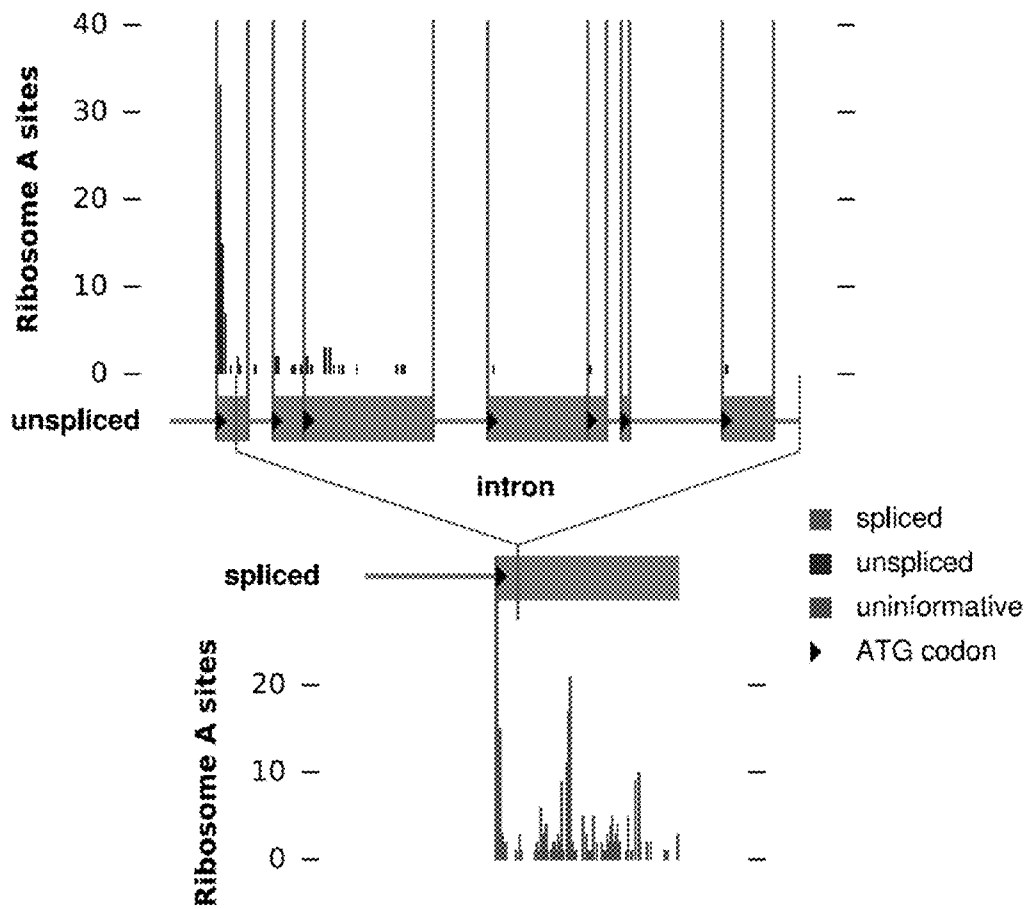 40
30
20
10
0
Ribosome A sites
unspliced
intron
spliced
spliced
unspliced
uninformative
ATG codon
20
10
0
Ribosome A sites